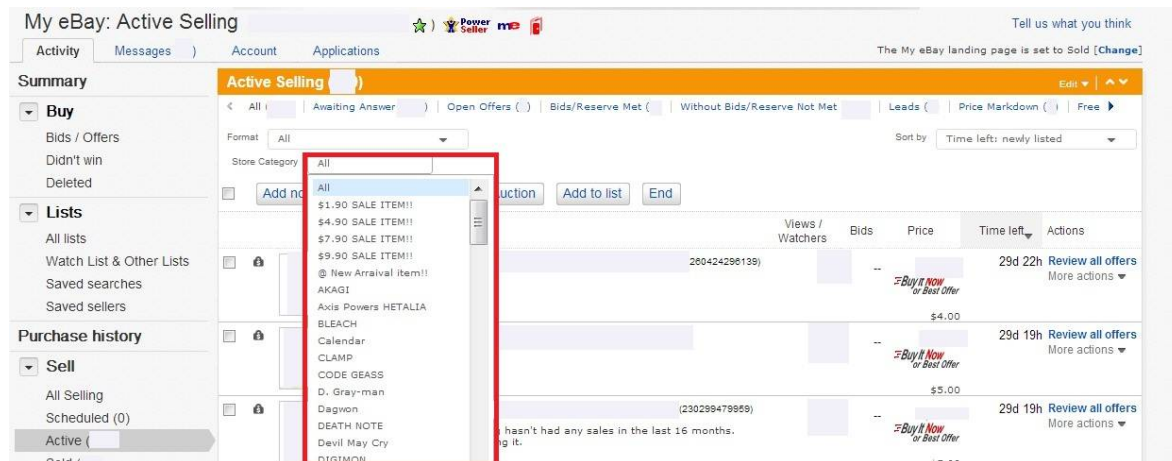 My eBay: Active Selling ) Power Seller me Tell us what you think
Activity Messages ) Account Applications The My eBay landing page is set to Sold [Change]
Summary
Buy
Bids / Offers
Didn't win
Deleted
Lists
All lists
Watch List & Other Lists
Saved searches
Saved sellers
Purchase history
Sell
All Selling
Scheduled (0)
Active (
Active Selling ( ) Edit
All Awaiting Answer ) Open Offers ( ) Bids/Reserve Met ( Without Bids/Reserve Not Met Leads ( Price Markdown ( ) Free
Format All Sort by Time left: newly listed
Store Category All
Add Add to list End
All
$1.90 SALE ITEM!!
$4.90 SALE ITEM!!
$7.90 SALE ITEM!!
$9.90 SALE ITEM!!
@ New Arraival item!!
AKAGI
Axis Powers HETALIA
BLEACH
Calendar
CLAMP
CODE GEASS
D. Gray-man
Dagwon
DEATH NOTE
Devil May Cry
DIGIMON
Views / Watchers Bids Price Time left Actions
260424296139) -- 29d 22h Review all offers
Buy It Now More actions
or Best Offer
$4.00
-- 29d 19h Review all offers
Buy It Now More actions
or Best Offer
$5.00
(230299479959) -- 29d 19h Review all offers
Buy It Now More actions
or Best Offer
hasn't had any sales in the last 16 months.
it.